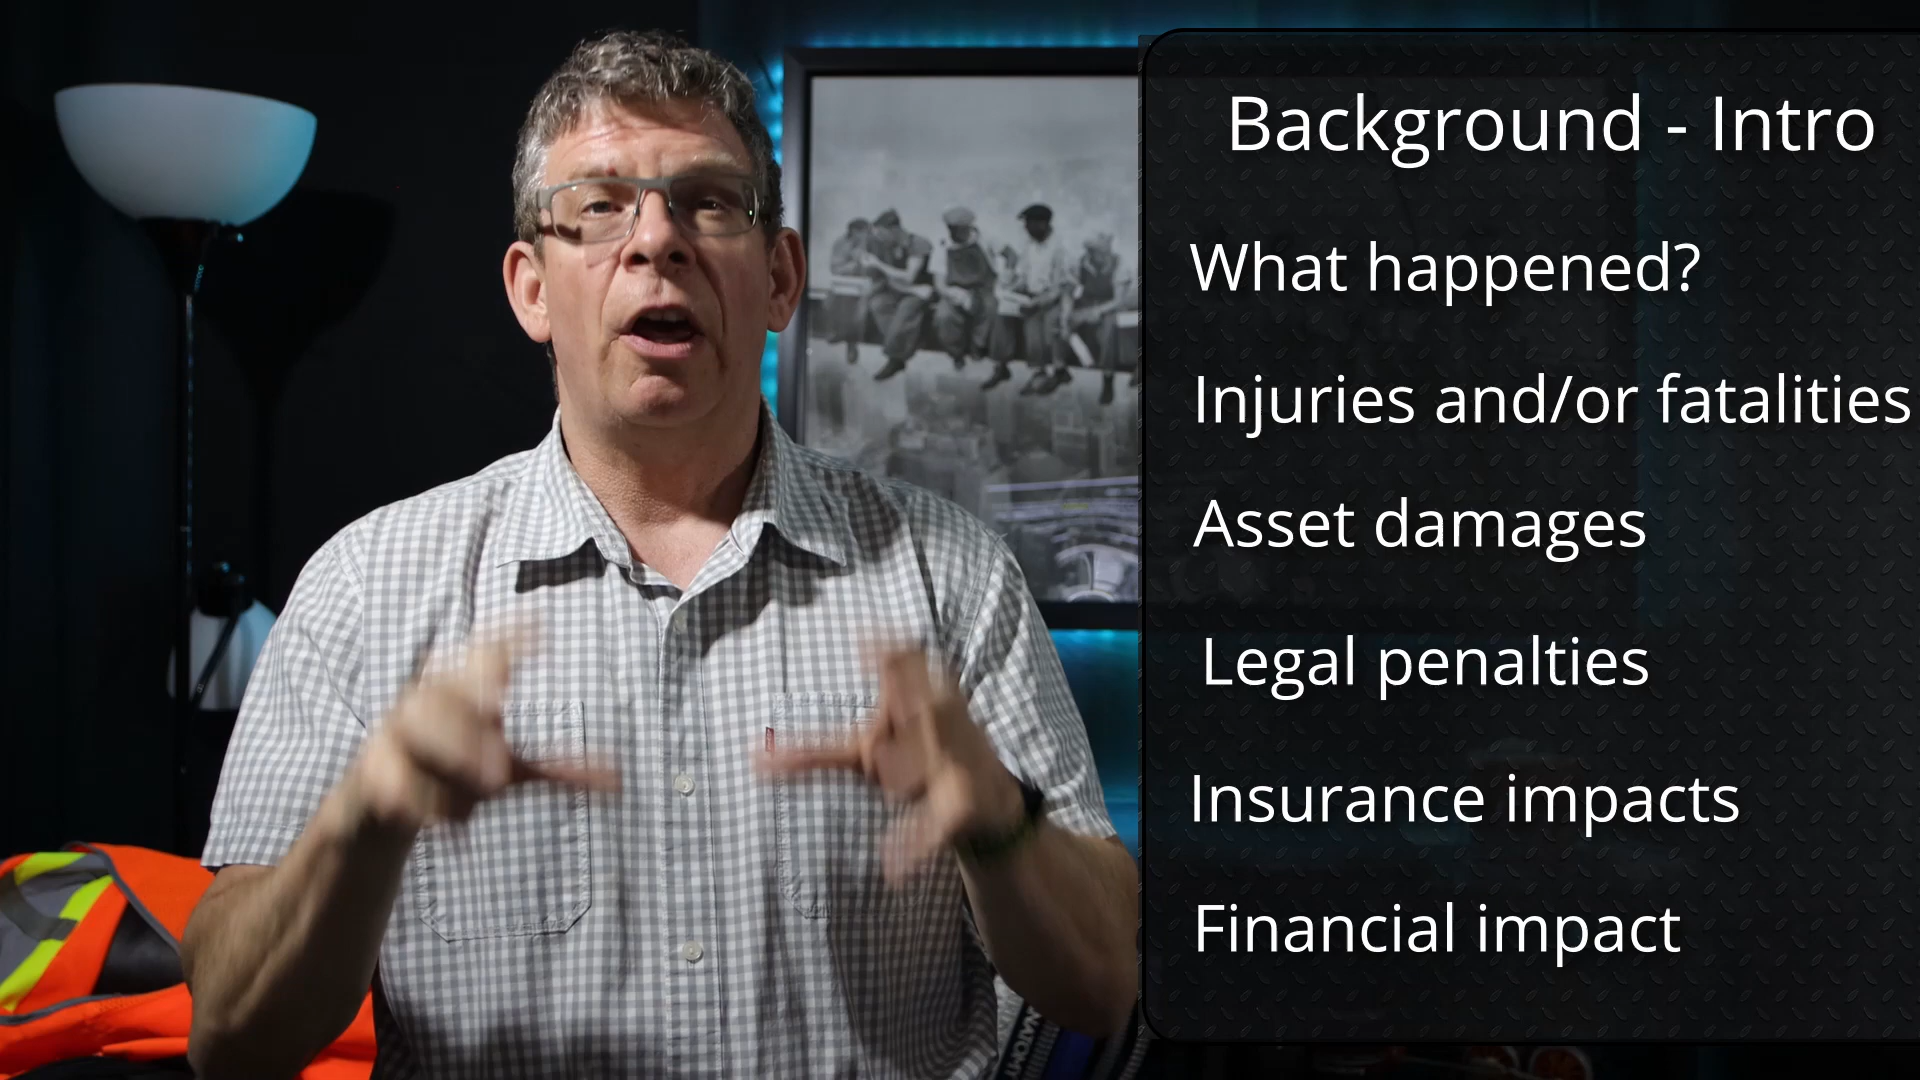 Background - Intro
What happened?
Injuries and/or fatalities
Asset damages
Legal penalties
Insurance impacts
Financial impact